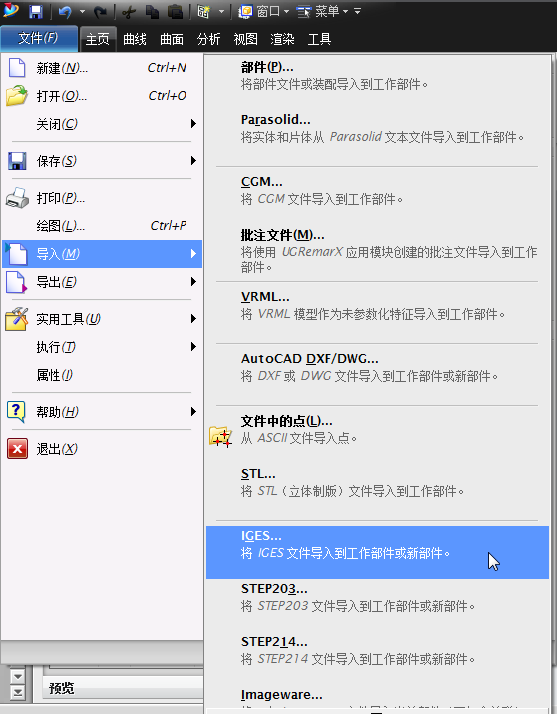 窗口 菜单
文件(F) 主页 曲线 曲面 分析 视图 渲染 工具
新建(N)... Ctrl+N
打开(O)... Ctrl+O
关闭(C)
保存(S)
打印(P)...
绘图(L)... Ctrl+P
导入(M)
导出(E)
实用工具(U)
执行(T)
属性(I)
帮助(H)
退出(X)
部件(P)...
将部件文件或装配导入到工作部件。
Parasolid...
将实体和片体从 Parasolid 文本文件导入到工作部件。
CGM...
将 CGM 文件导入到工作部件。
批注文件(M)...
将使用 UGRemarX 应用模块创建的批注文件导入到工作
部件。
VRML...
将 VRML 模型作为未参数化特征导入到工作部件。
AutoCAD DXF/DWG...
将 DXF 或 DWG 文件导入到工作部件或新部件。
文件中的点(L)...
从 ASCII 文件导入点。
STL...
将 STL（立体制版）文件导入到工作部件。
IGES...
将 IGES 文件导入到工作部件或新部件。
STEP203...
将 STEP203 文件导入到工作部件或新部件。
STEP214...
将 STEP214 文件导入到工作部件或新部件。
Imageware...
预览